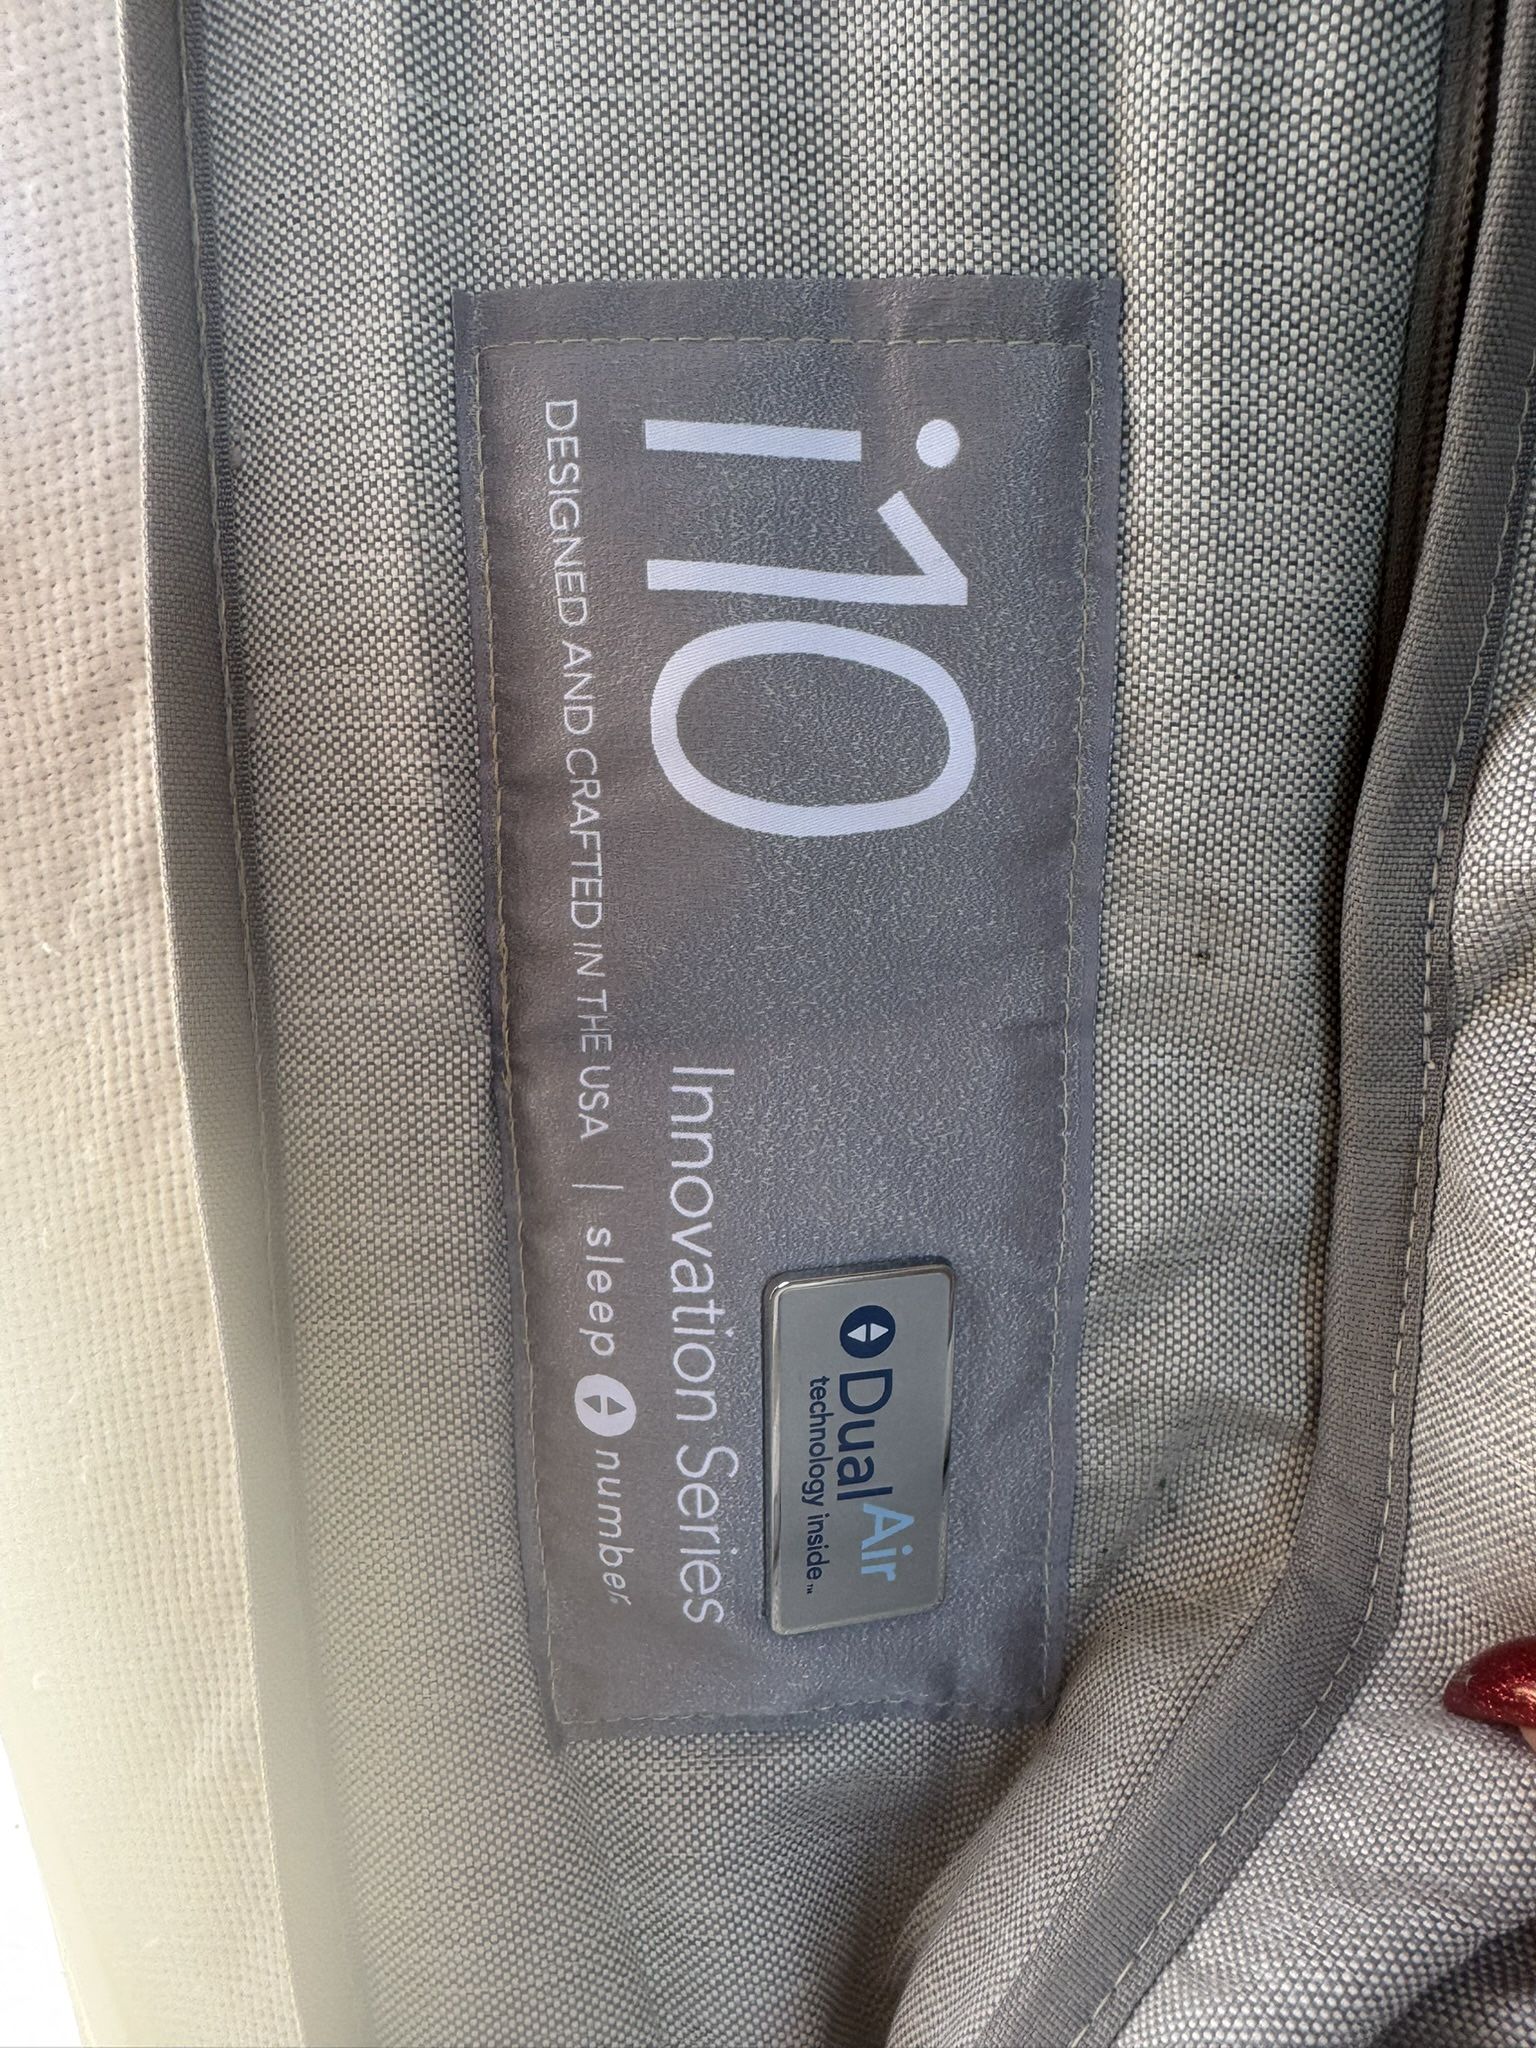 i10
DualAir
technology inside™
Innovation Series
DESIGNED AND CRAFTED IN THE USA | sleep number.